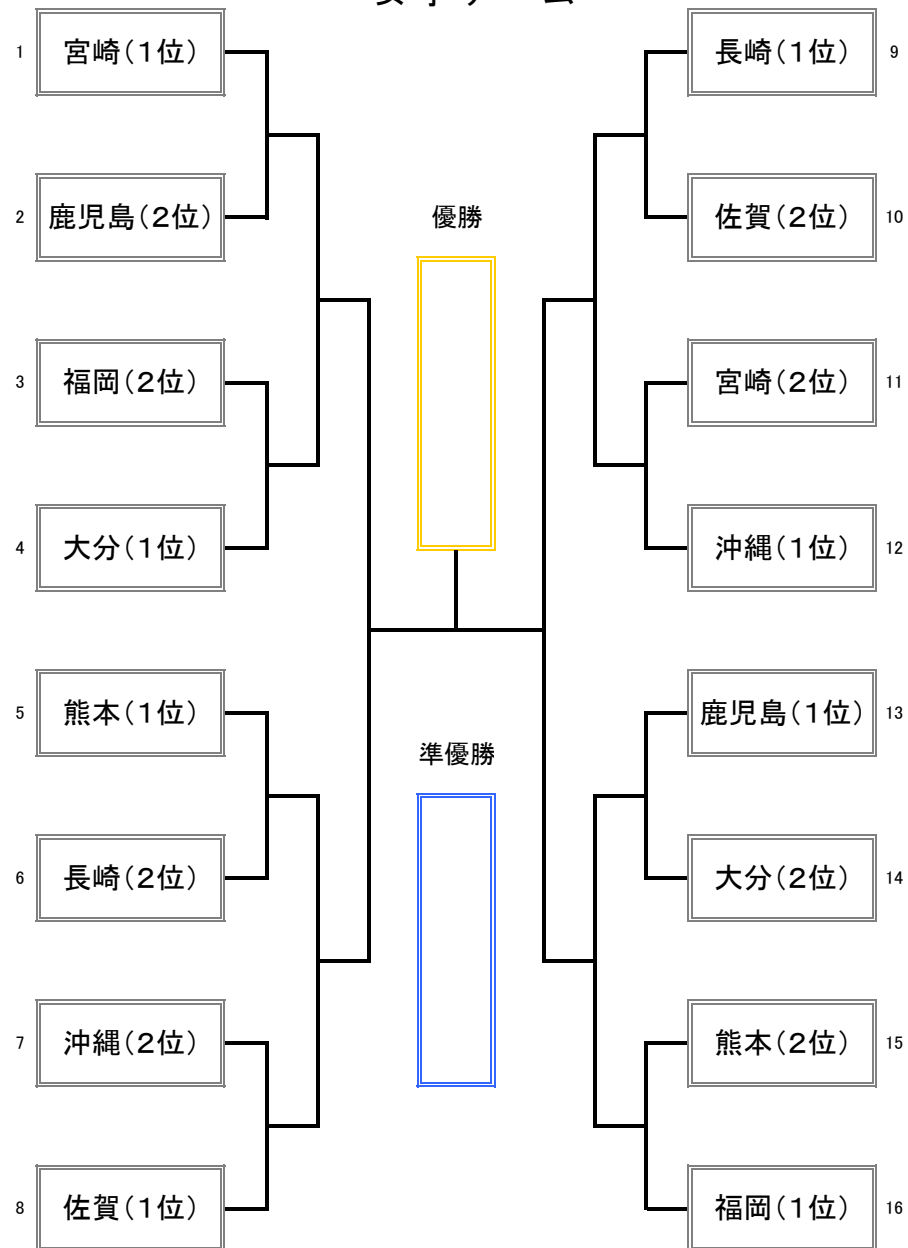 1 宮崎（1位）
2 鹿児島（2位）
3 福岡（2位）
4 大分（1位）
5 熊本（1位）
6 長崎（2位）
7 沖縄（2位）
8 佐賀（1位）
優勝
準優勝
長崎（1位） 9
佐賀（2位） 10
宮崎（2位） 11
沖縄（1位） 12
鹿児島（1位） 13
大分（2位） 14
熊本（2位） 15
福岡（1位） 16